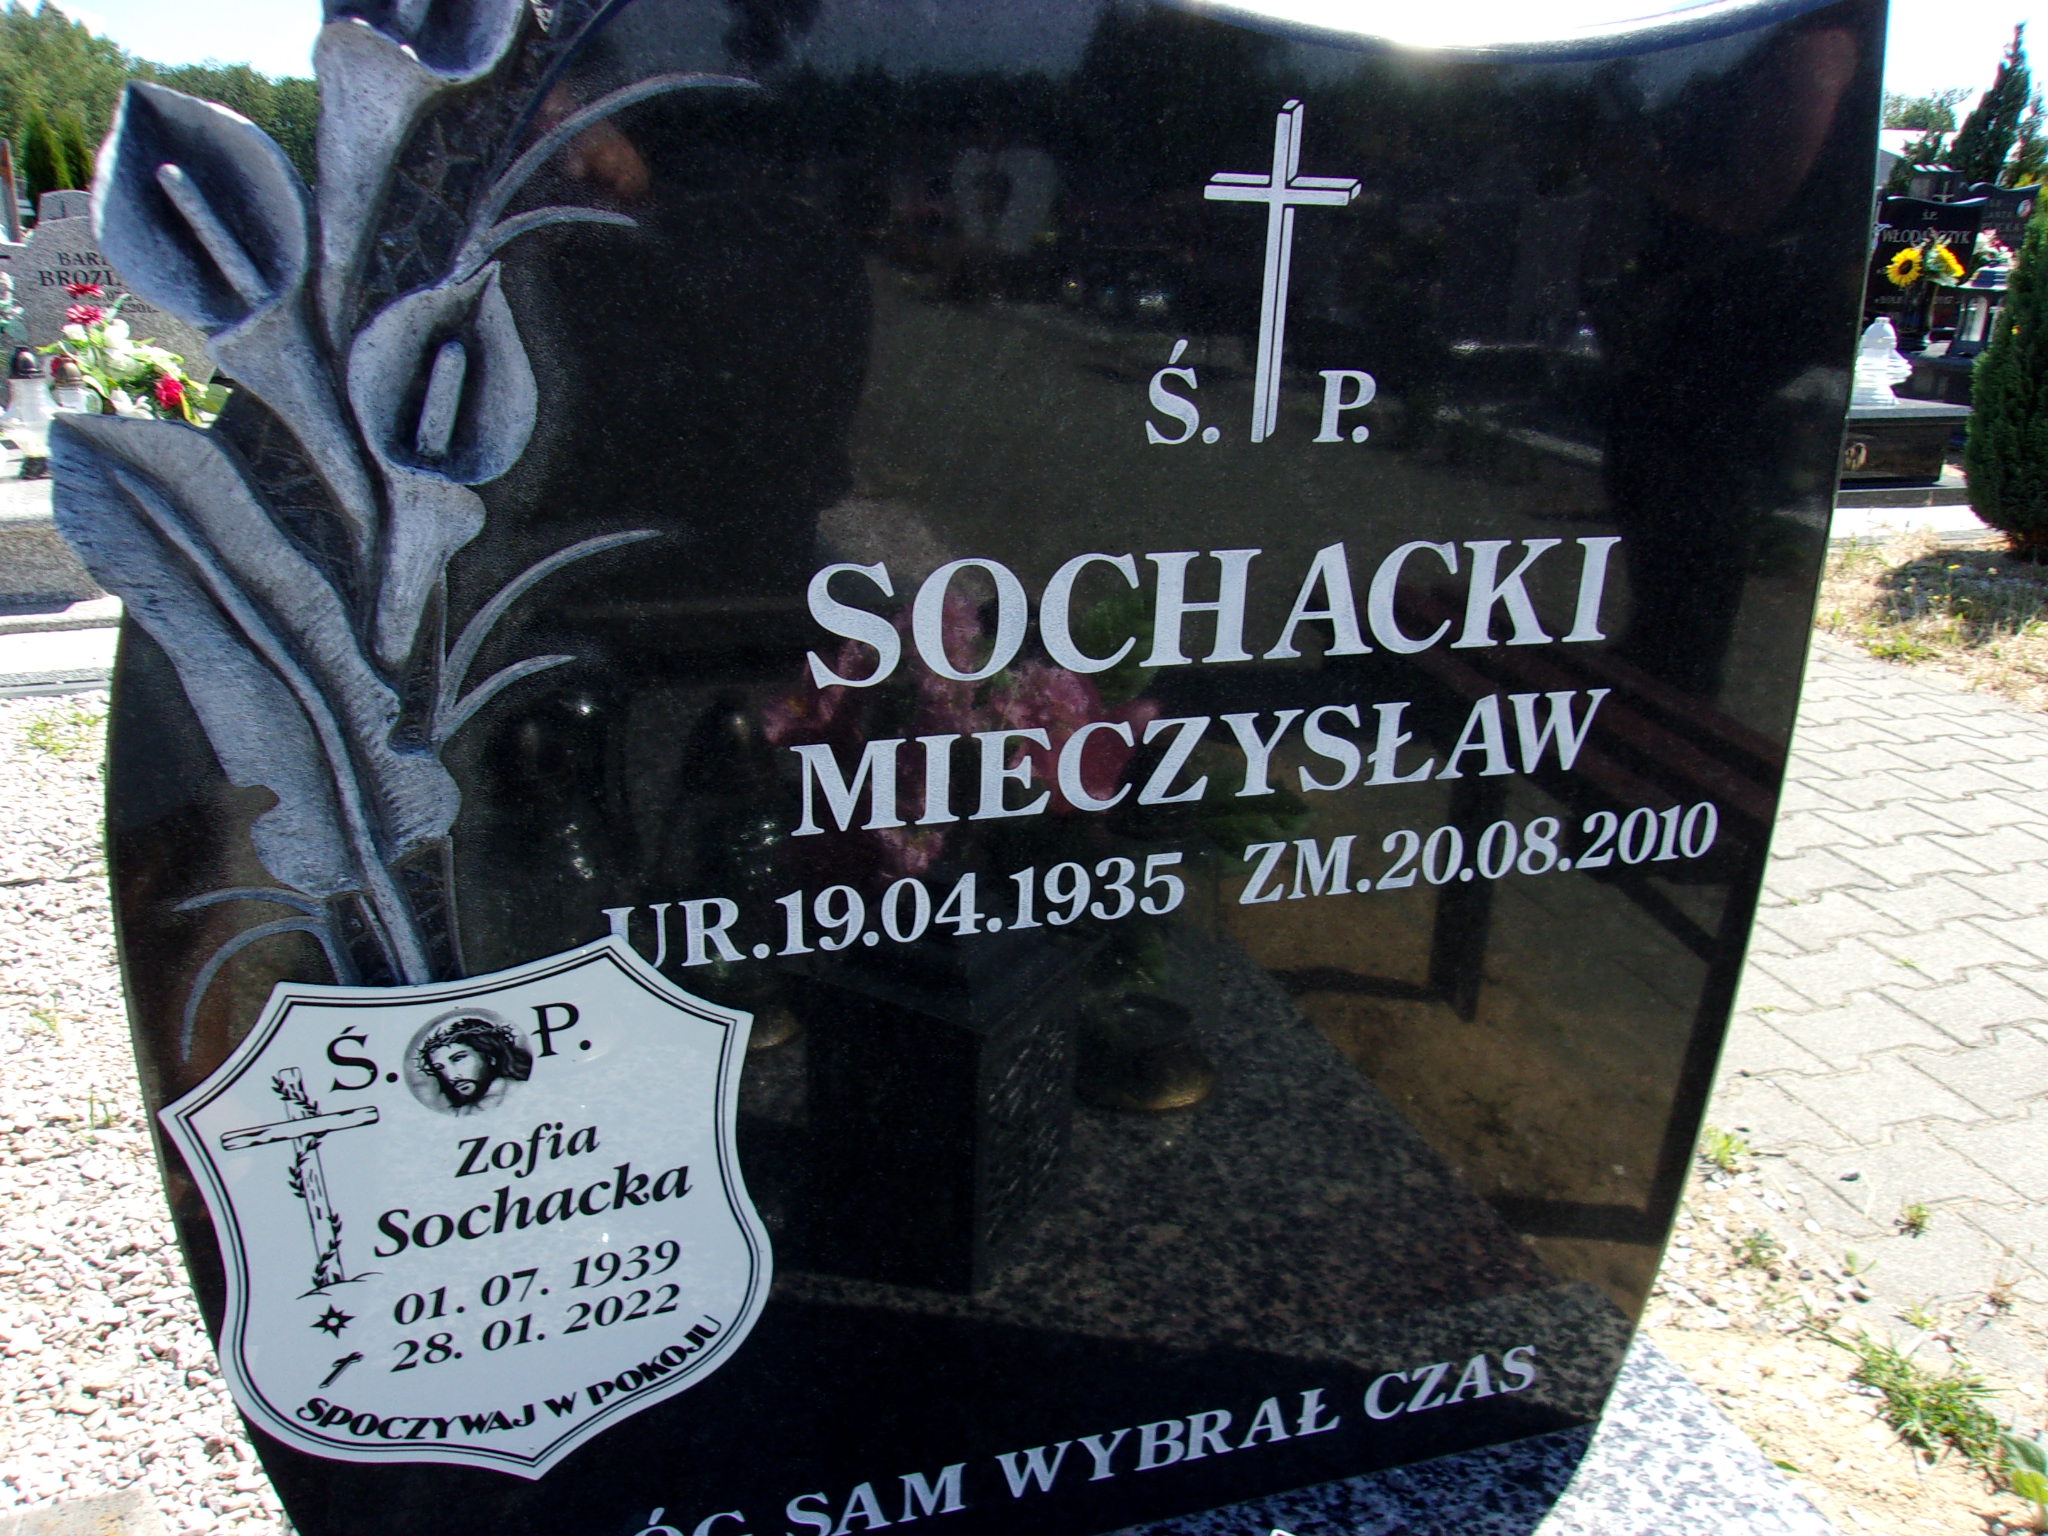 Ś. P.
SOCHACKI
MIECZYSŁAW
UR.19.04.1935 ZM.20.08.2010
Ś. P.
Zofia
Sochacka
01. 07. 1939
28. 01. 2022
SPOCZYWAJ W POKOJU
SAM WYBRAŁ CZAS
Ś.P.